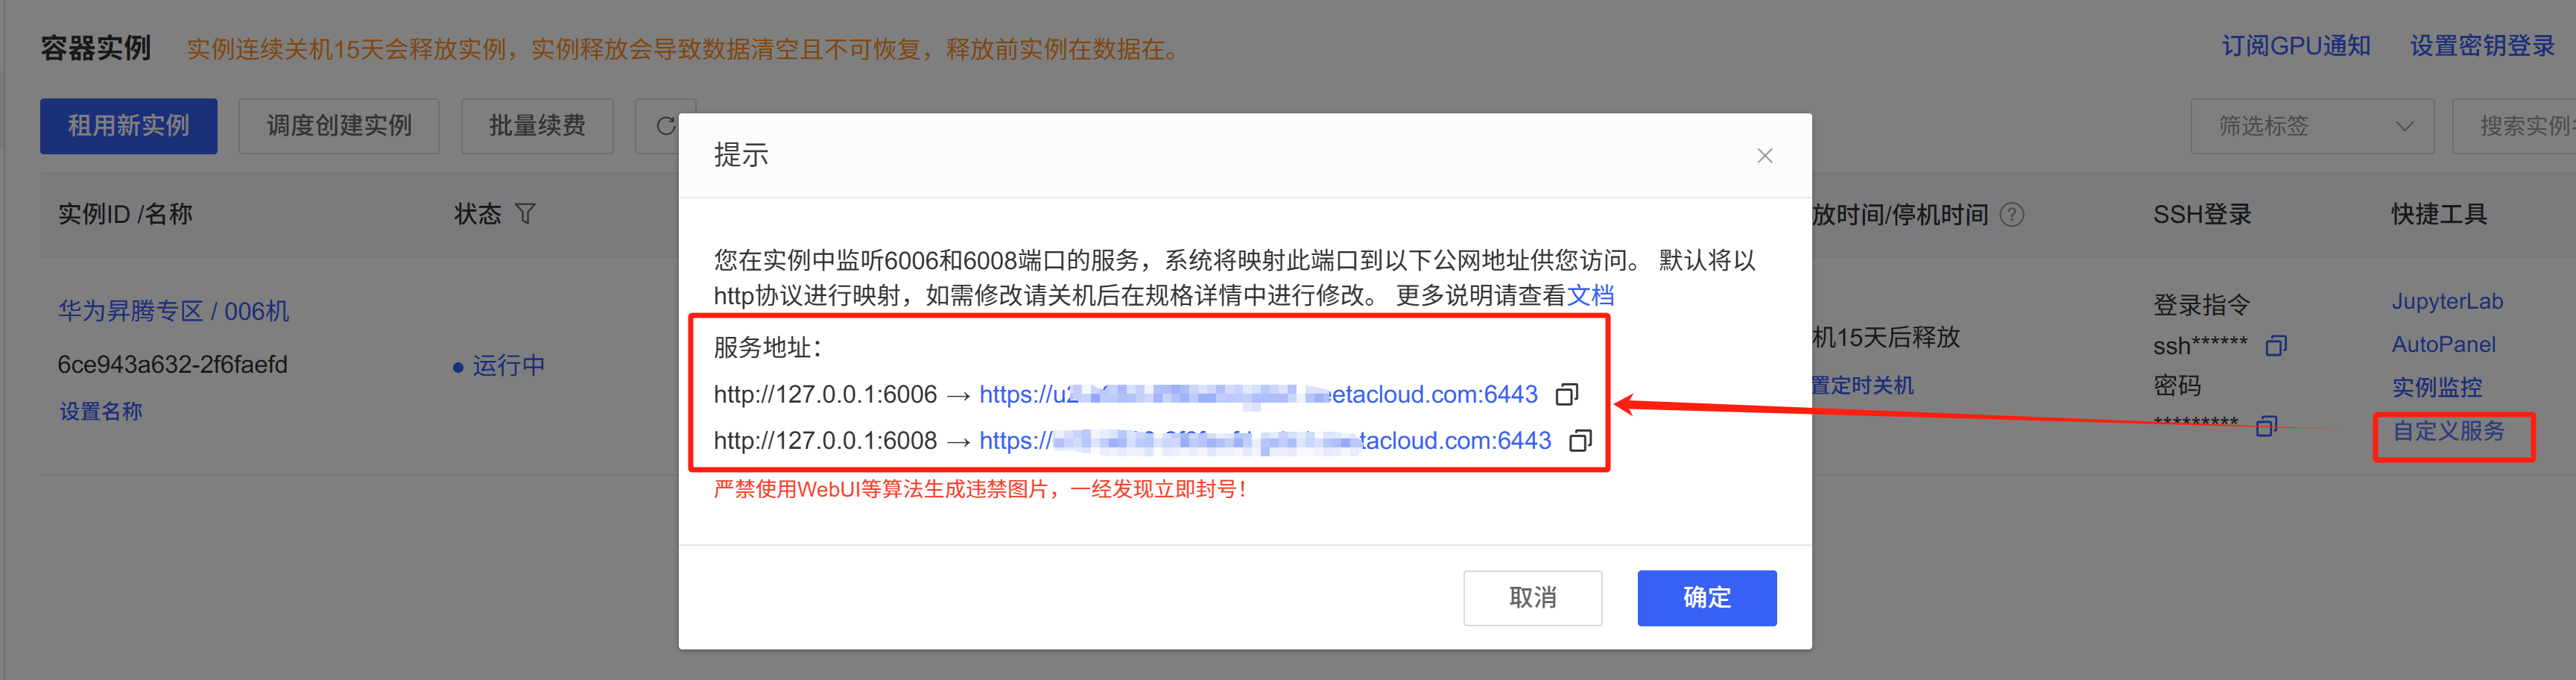 容器实例
实例连续关机15天会释放实例，实例释放会导致数据清空且不可恢复，释放前实例在数据在。
订阅GPU通知
设置密钥登录
租用新实例
调度创建实例
批量续费
筛选标签
搜索实例
实例ID /名称
状态
放时间/停机时间
SSH登录
快捷工具
华为昇腾专区 / 006机
6ce943a632-2f6faefd
设置名称
运行中
机15天后释放
置定时关机
登录指令
ssh******
密码
*********
JupyterLab
AutoPanel
实例监控
自定义服务
提示
您在实例中监听6006和6008端口的服务，系统将映射此端口到以下公网地址供您访问。 默认将以
http协议进行映射，如需修改请关机后在规格详情中进行修改。 更多说明请查看文档
服务地址：
http://127.0.0.1:6006 → https://u2 eetacloud.com:6443
http://127.0.0.1:6008 → https:// tacloud.com:6443
严禁使用WebUI等算法生成违禁图片，一经发现立即封号！
取消
确定